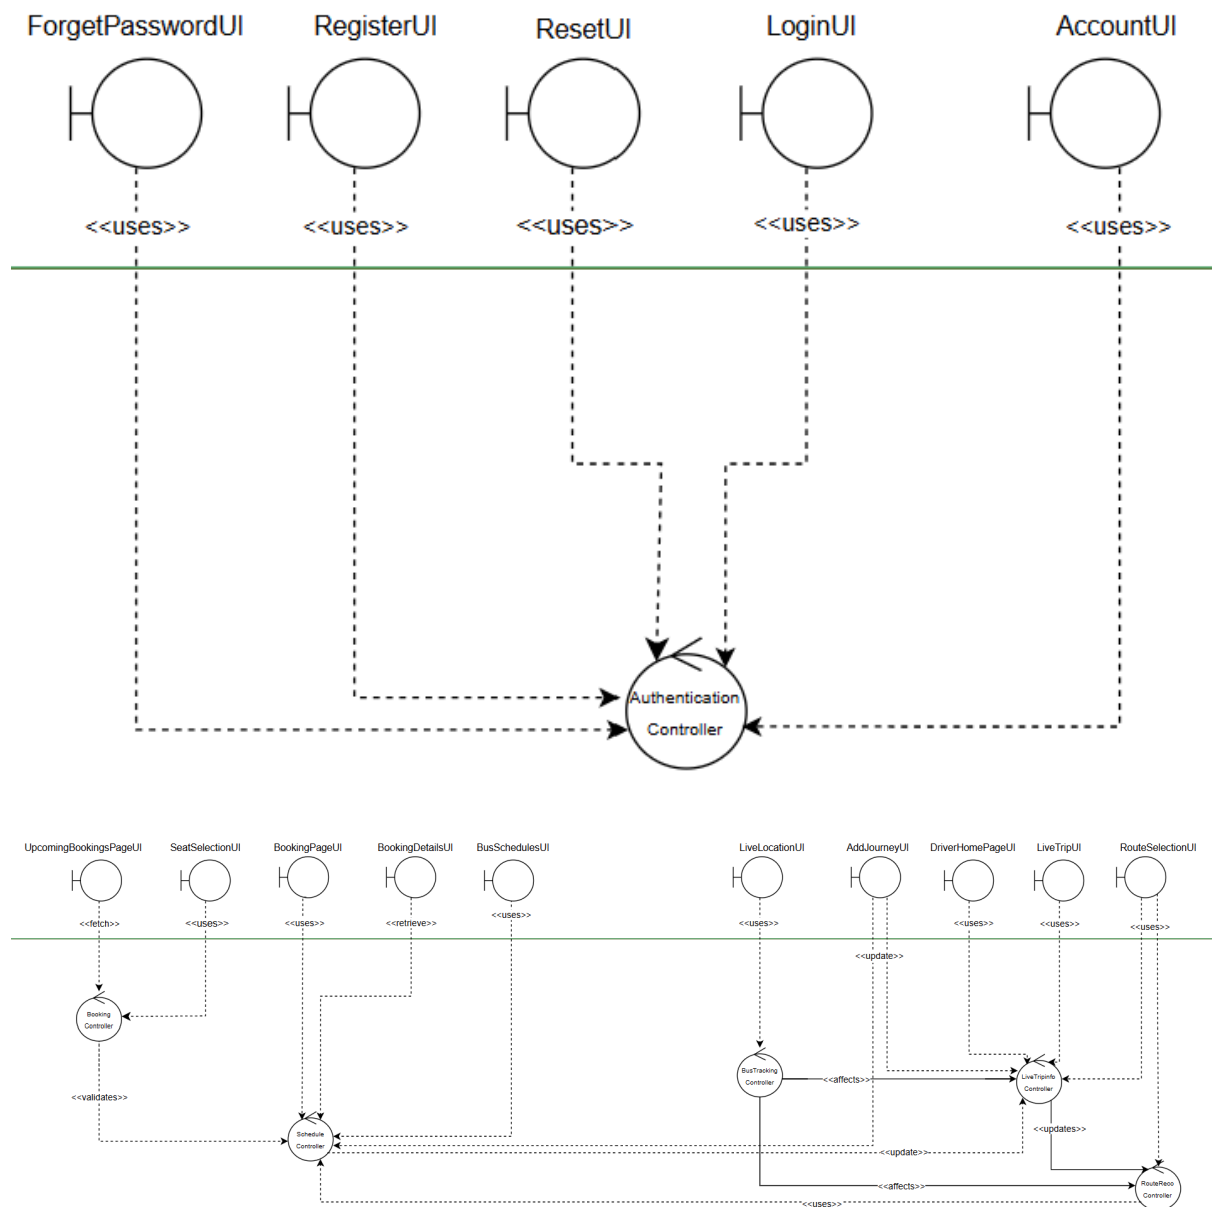 ForgetPasswordUI
RegisterUI
ResetUI
LoginUI
AccountUI
<<uses>>
<<uses>>
<<uses>>
<<uses>>
<<uses>>
Authentication
Controller
UpcomingBookingsPageUI
SeatSelectionUI
BookingPageUI
BookingDetailsUI
BusSchedulesUI
LiveLocationUI
AddJourneyUI
DriverHomePageUI
LiveTripUI
RouteSelectionUI
<<fetch>>
<<uses>>
<<uses>>
<<retrieve>>
<<uses>>
<<uses>>
<<uses>>
<<uses>>
<<uses>>
<<update>>
Booking
Controller
BusTracking
Controller
<<affects>>
LiveTripinfo
Controller
<<validates>>
<<updates>>
Schedule
Controller
<<update>>
<<affects>>
RouteReco
Controller
<<uses>>